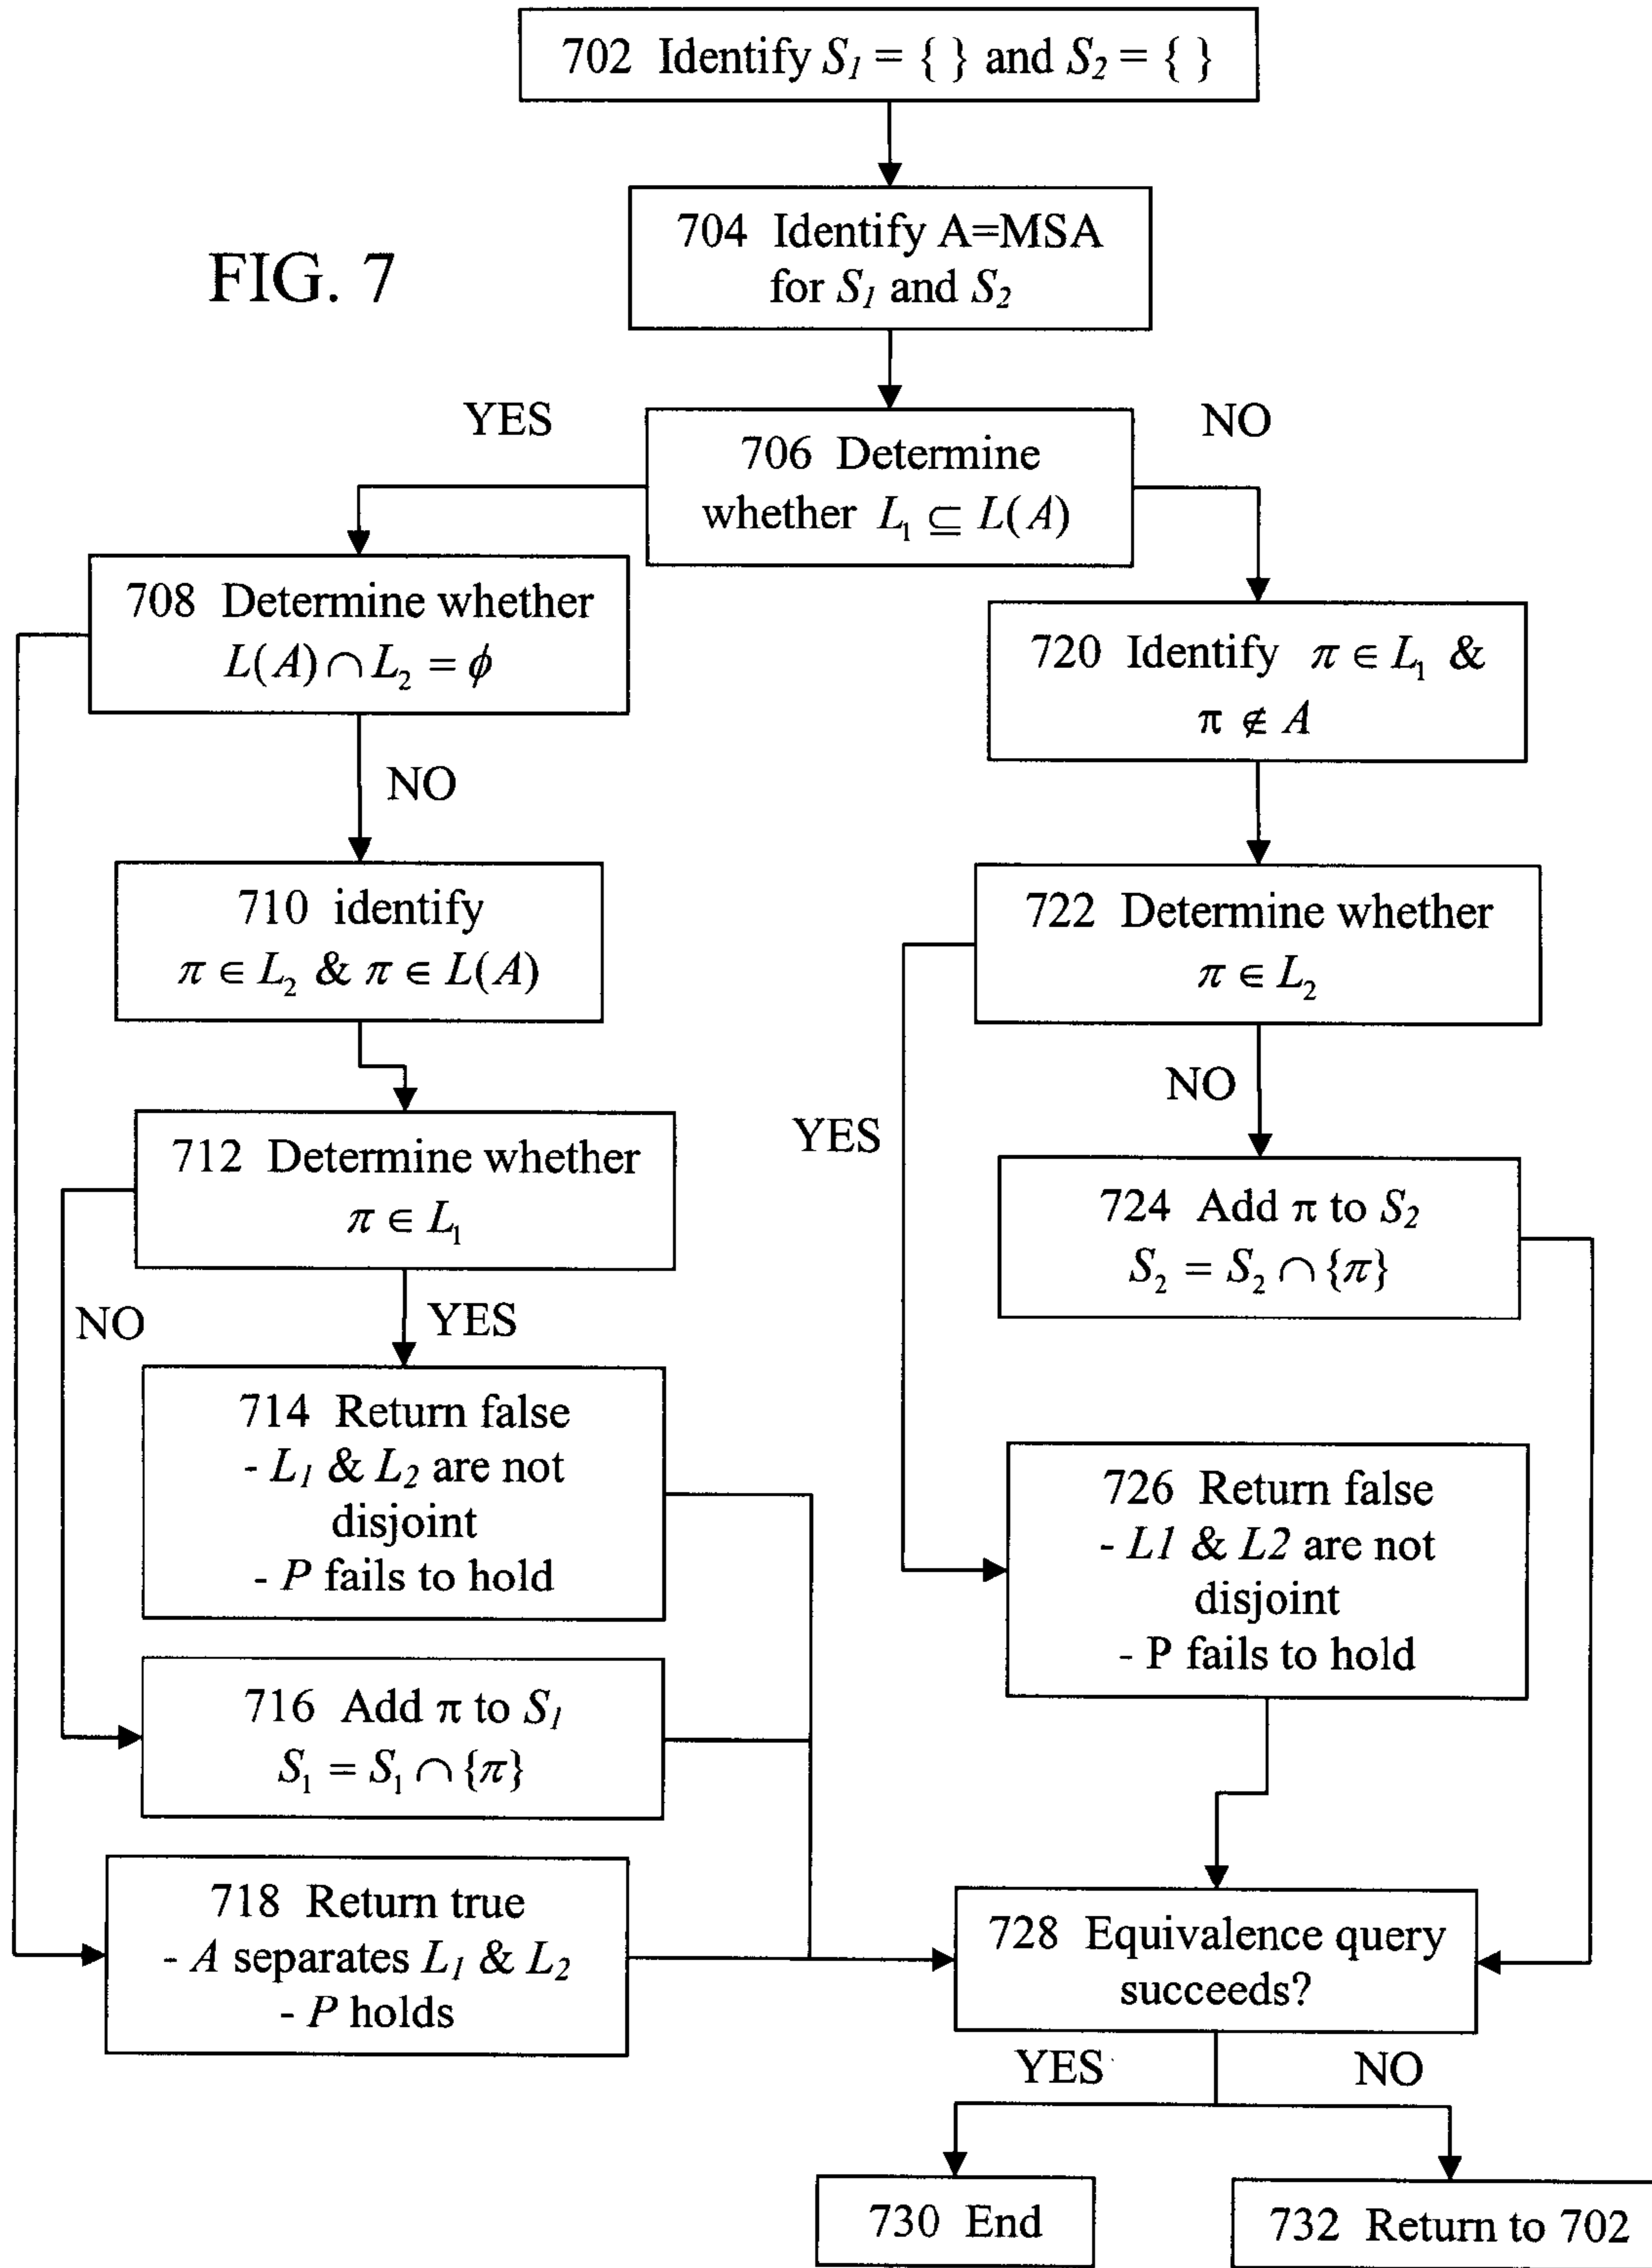 702 Identify S₁ = { } and S₂ = { }
FIG. 7
704 Identify A=MSA
for S₁ and S₂
YES
NO
706 Determine
whether L₁ ⊆ L(A)
708 Determine whether
L(A) ∩ L₂ = ϕ
720 Identify π ∈ L₁ &
π ∉ A
NO
710 identify
π ∈ L₂ & π ∈ L(A)
722 Determine whether
π ∈ L₂
NO
YES
712 Determine whether
π ∈ L₁
724 Add π to S₂
S₂ = S₂ ∩ {π}
NO
YES
714 Return false
- L₁ & L₂ are not
disjoint
- P fails to hold
726 Return false
- L1 & L2 are not
disjoint
- P fails to hold
716 Add π to S₁
S₁ = S₁ ∩ {π}
718 Return true
- A separates L₁ & L₂
- P holds
728 Equivalence query
succeeds?
YES
NO
730 End
732 Return to 702